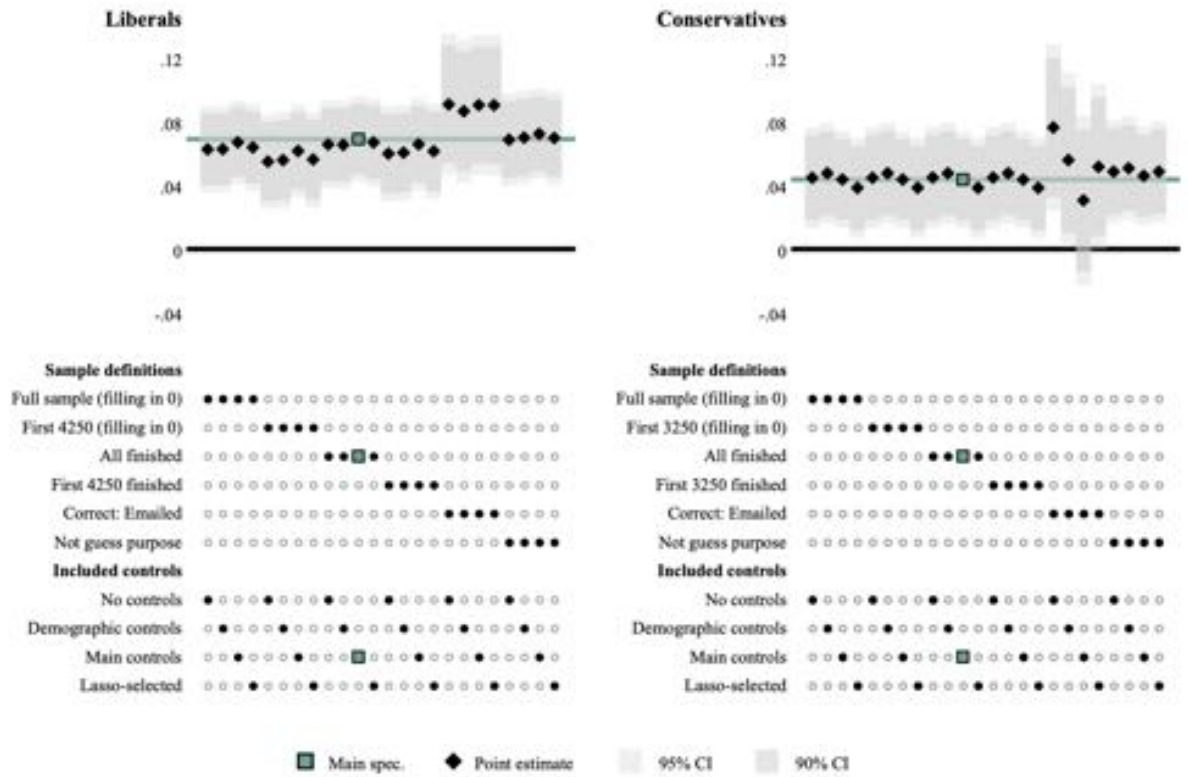 Liberals
.12
.08
.04
0
-.04
Sample definitions
Full sample (filling in 0)
First 4250 (filling in 0)
All finished
First 4250 finished
Correct: Emailed
Not guess purpose
Included controls
No controls
Demographic controls
Main controls
Lasso-selected
Conservatives
.12
.08
.04
0
-.04
Sample definitions
Full sample (filling in 0)
First 3250 (filling in 0)
All finished
First 3250 finished
Correct: Emailed
Not guess purpose
Included controls
No controls
Demographic controls
Main controls
Lasso-selected
Main spec. Point estimate 95% CI 90% CI